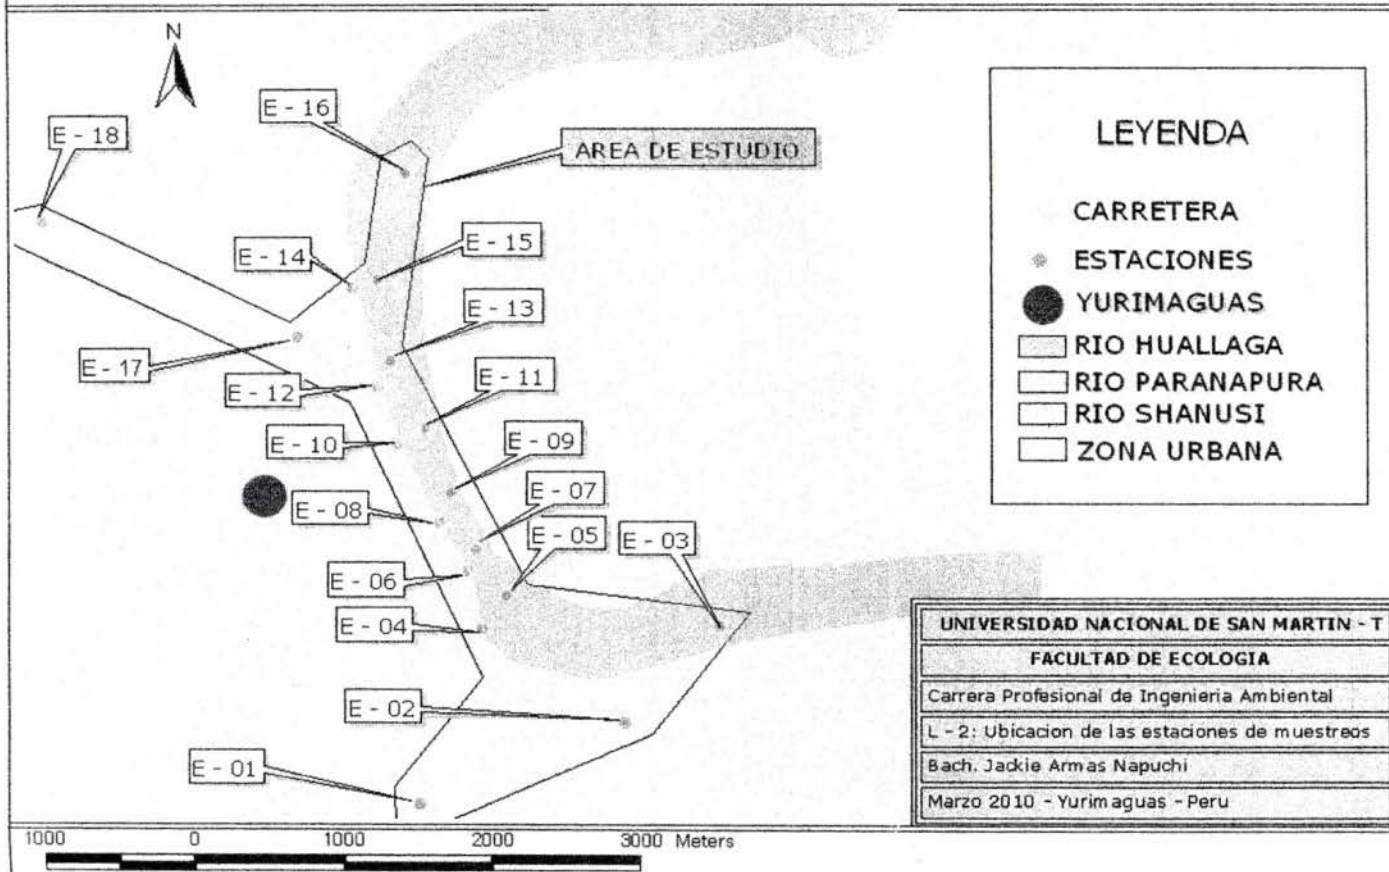 N
E - 16
E - 18
AREA DE ESTUDIO
E - 15
E - 14
E - 13
E - 17
E - 11
E - 12
E - 10
E - 09
E - 07
E - 08
E - 05
E - 03
E - 06
E - 04
E - 02
E - 01
LEYENDA
CARRETERA
ESTACIONES
YURIMAGUAS
RIO HUALLAGA
RIO PARANAPURA
RIO SHANUSI
ZONA URBANA
UNIVERSIDAD NACIONAL DE SAN MARTIN - T
FACULTAD DE ECOLOGIA
Carrera Profesional de Ingenieria Ambiental
L - 2: Ubicacion de las estaciones de muestreos
Bach. Jackie Armas Napuchi
Marzo 2010 - Yurimaguas - Peru
1000 0 1000 2000 3000 Meters